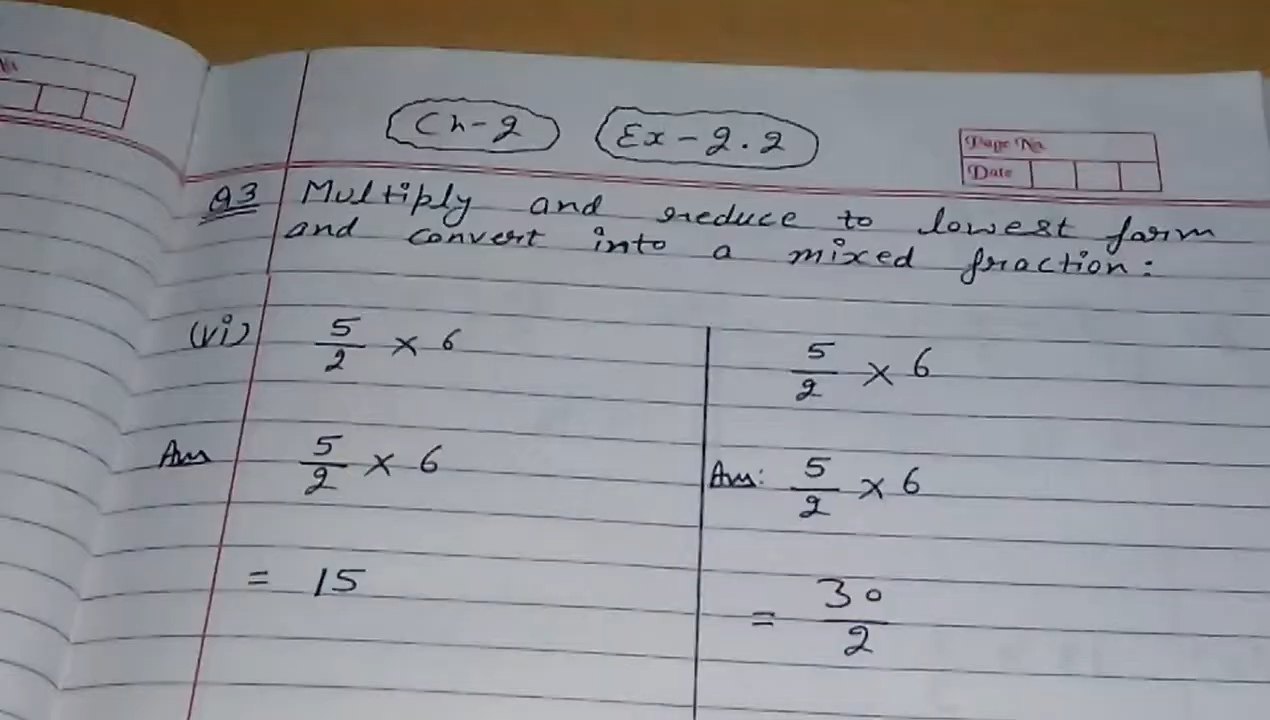 Ch-2 Ex-2.2
Page No.
Date
Q3 Multiply and reduce to lowest form
and convert into a mixed fraction:
(vi) 5/2 × 6
Ans 5/2 × 6
= 15
5/2 × 6
Ans: 5/2 × 6
= 30/2